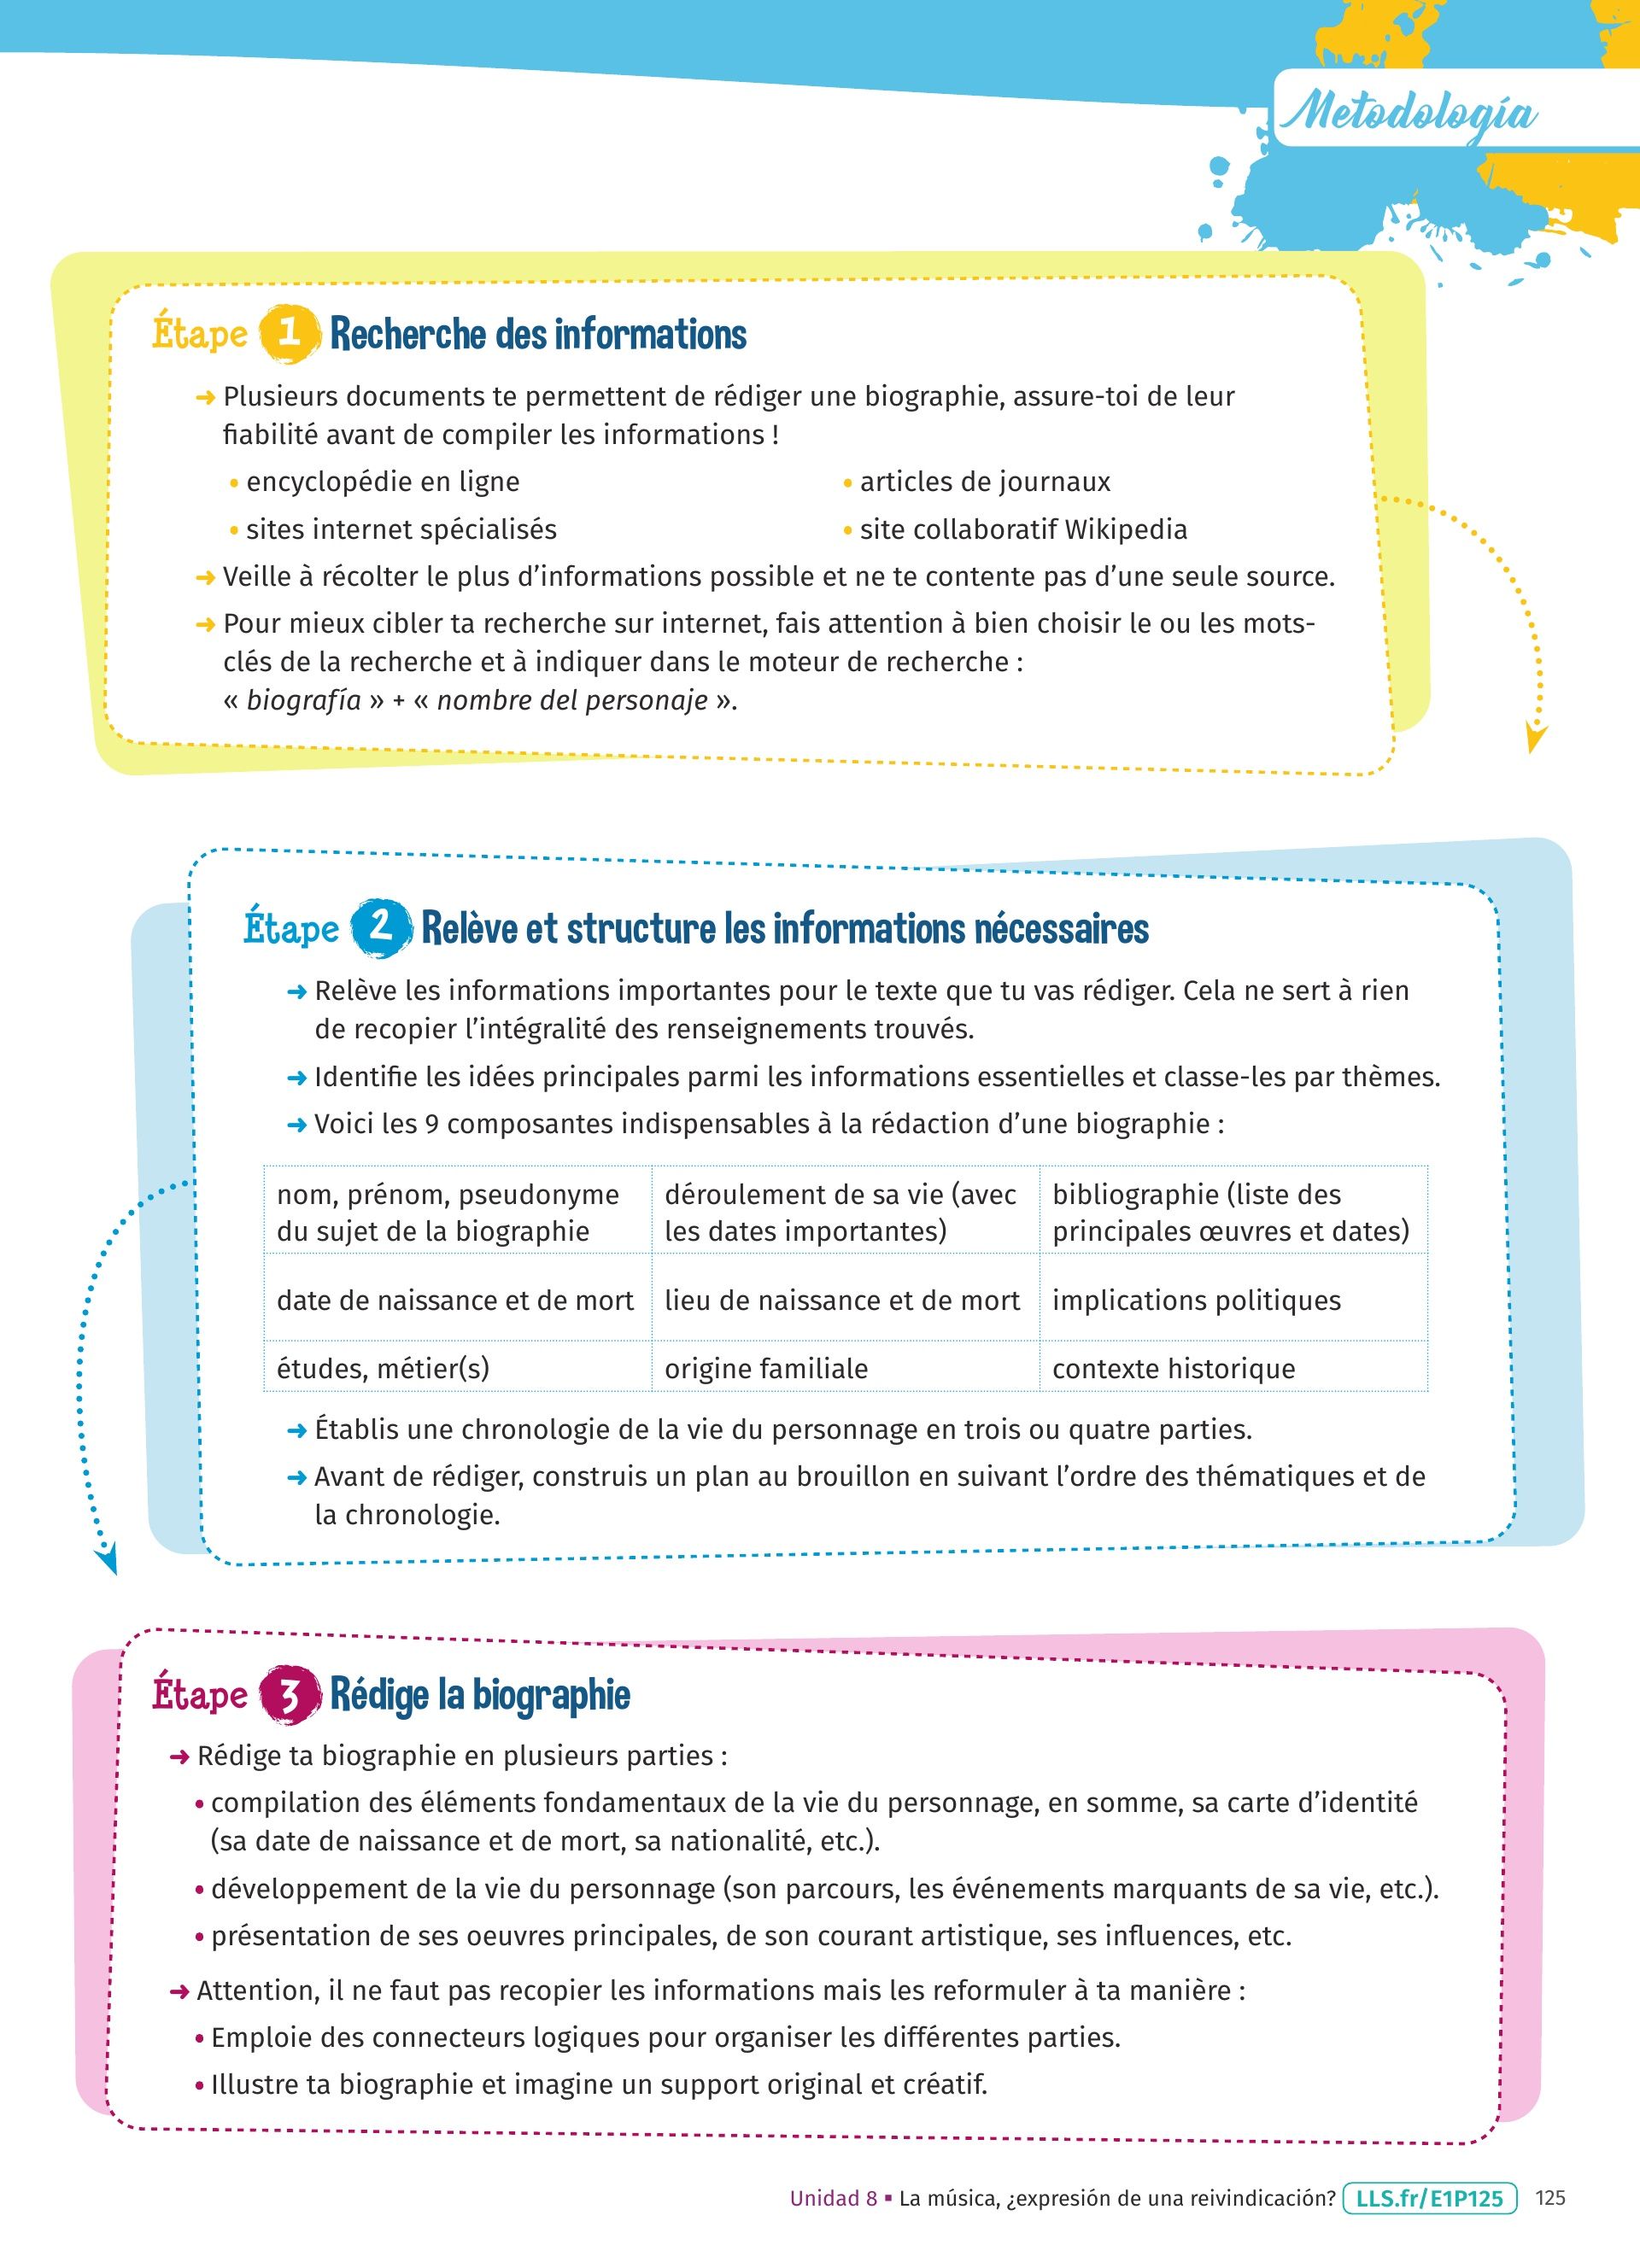 Metodología
Étape 1 Recherche des informations
➜ Plusieurs documents te permettent de rédiger une biographie, assure-toi de leur
fiabilité avant de compiler les informations !
• encyclopédie en ligne
• articles de journaux
• sites internet spécialisés
• site collaboratif Wikipedia
➜ Veille à récolter le plus d’informations possible et ne te contente pas d’une seule source.
➜ Pour mieux cibler ta recherche sur internet, fais attention à bien choisir le ou les mots-
clés de la recherche et à indiquer dans le moteur de recherche :
« biografía » + « nombre del personaje ».
Étape 2 Relève et structure les informations nécessaires
➜ Relève les informations importantes pour le texte que tu vas rédiger. Cela ne sert à rien
de recopier l’intégralité des renseignements trouvés.
➜ Identifie les idées principales parmi les informations essentielles et classe-les par thèmes.
➜ Voici les 9 composantes indispensables à la rédaction d’une biographie :
nom, prénom, pseudonyme
du sujet de la biographie
déroulement de sa vie (avec
les dates importantes)
bibliographie (liste des
principales œuvres et dates)
date de naissance et de mort
lieu de naissance et de mort
implications politiques
études, métier(s)
origine familiale
contexte historique
➜ Établis une chronologie de la vie du personnage en trois ou quatre parties.
➜ Avant de rédiger, construis un plan au brouillon en suivant l’ordre des thématiques et de
la chronologie.
Étape 3 Rédige la biographie
➜ Rédige ta biographie en plusieurs parties :
• compilation des éléments fondamentaux de la vie du personnage, en somme, sa carte d’identité
(sa date de naissance et de mort, sa nationalité, etc.).
• développement de la vie du personnage (son parcours, les événements marquants de sa vie, etc.).
• présentation de ses oeuvres principales, de son courant artistique, ses influences, etc.
➜ Attention, il ne faut pas recopier les informations mais les reformuler à ta manière :
• Emploie des connecteurs logiques pour organiser les différentes parties.
• Illustre ta biographie et imagine un support original et créatif.
Unidad 8 ▪ La música, ¿expresión de una reivindicación? LLS.fr/E1P125 125